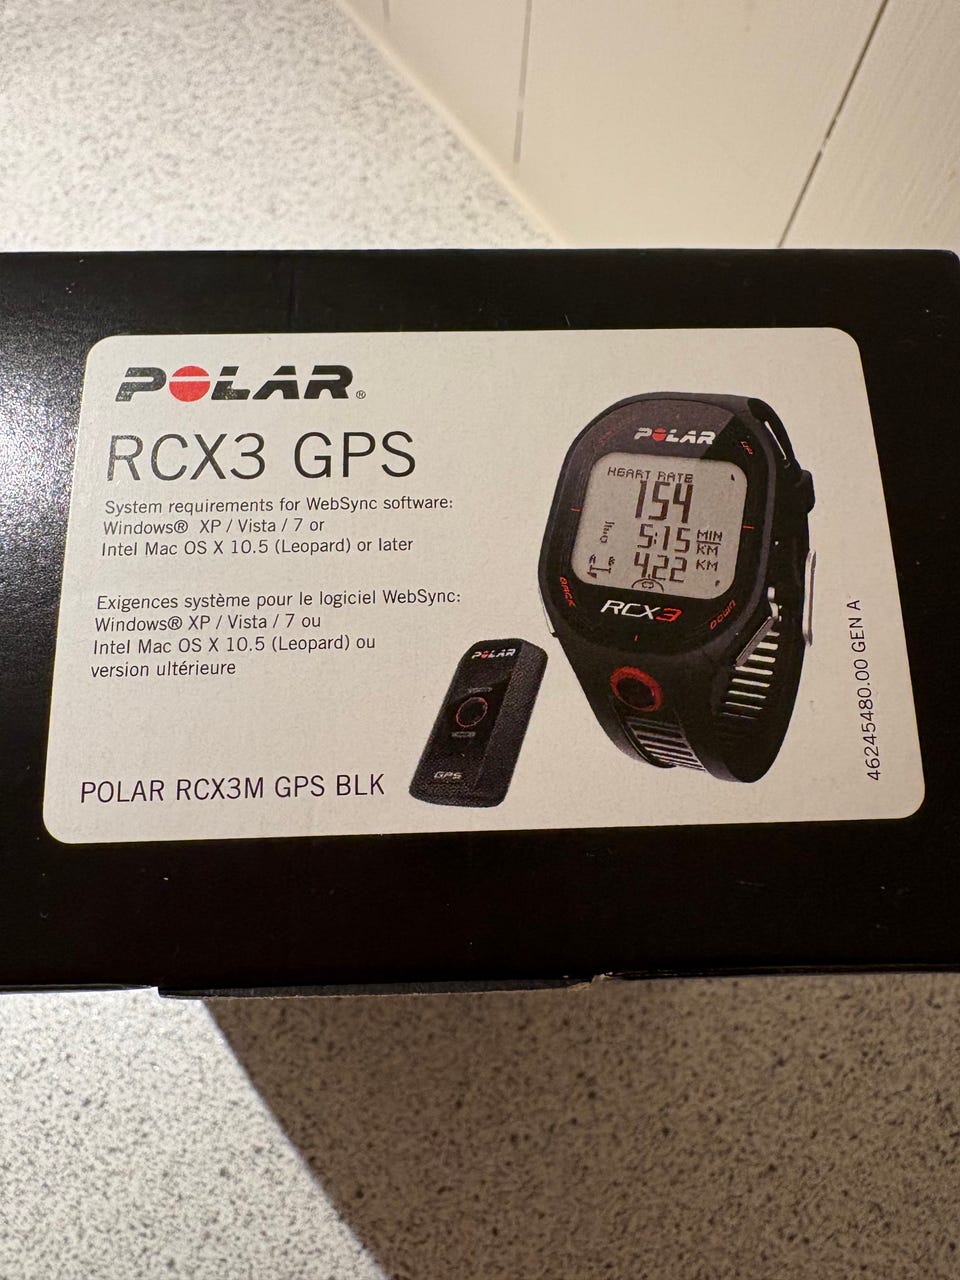 POLAR®
RCX3 GPS
System requirements for WebSync software:
Windows® XP / Vista / 7 or
Intel Mac OS X 10.5 (Leopard) or later
Exigences système pour le logiciel WebSync:
Windows® XP / Vista / 7 ou
Intel Mac OS X 10.5 (Leopard) ou
version ultérieure
POLAR RCX3M GPS BLK
POLAR
GPS
POLAR
UP
HEART RATE
154
5:15 MIN/KM
A B
4.22 KM
BACK
RCX3
DOWN
46245480.00 GEN A